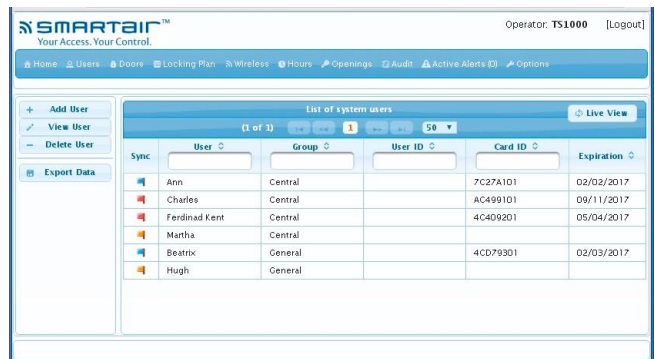 SMARTair™
Your Access. Your Control.
Operator: TS1000 [Logout]
Home Users Doors Locking Plan Wireless Hours Openings Audit Active Alerts (0) Options
+ Add User
View User
− Delete User
Export Data
List of system users
Live View
(1 of 1) 1 50
Sync User Group User ID Card ID Expiration
Ann Central 7C27A101 02/02/2017
Charles Central AC499101 09/11/2017
Ferdinad Kent Central 4C409201 05/04/2017
Martha Central
Beatrix General 4CD79301 02/03/2017
Hugh General